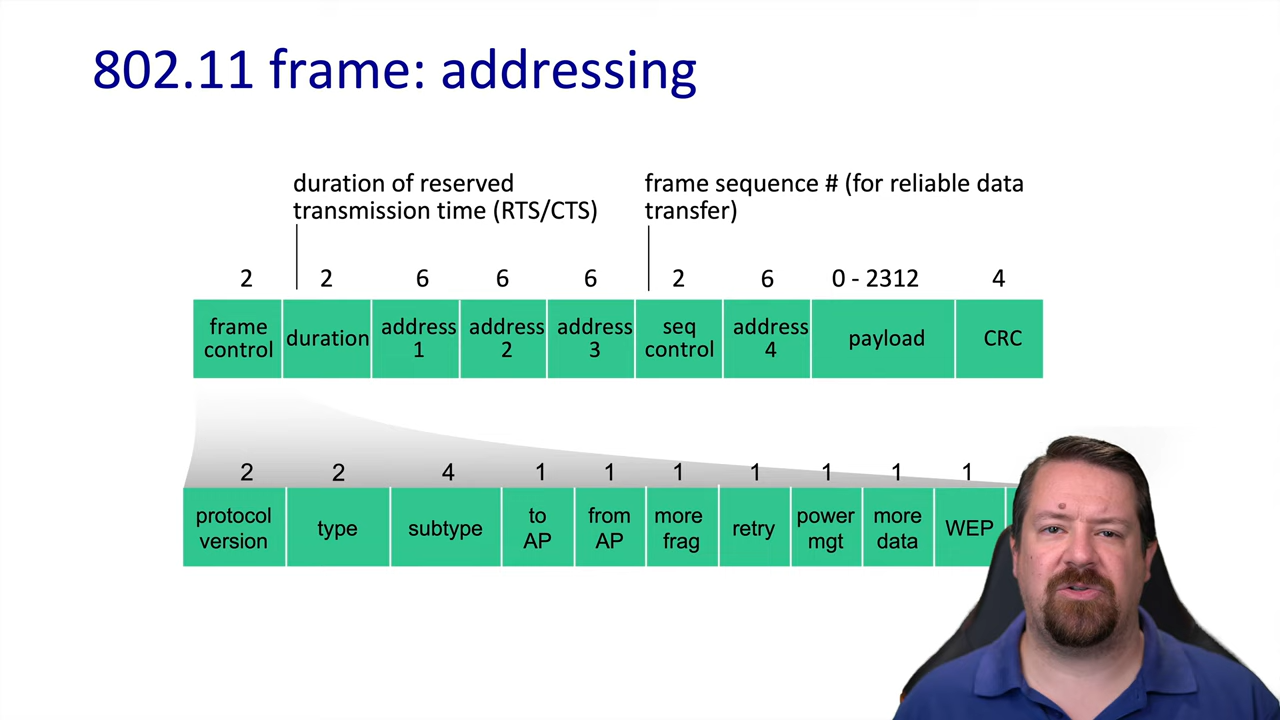 802.11 frame: addressing
duration of reserved
transmission time (RTS/CTS)
frame sequence # (for reliable data
transfer)
2 2 6 6 6 2 6 0 - 2312 4
frame
control
duration
address
1
address
2
address
3
seq
control
address
4
payload
CRC
2 2 4 1 1 1 1 1 1 1
protocol
version
type
subtype
to
AP
from
AP
more
frag
retry
power
mgt
more
data
WEP